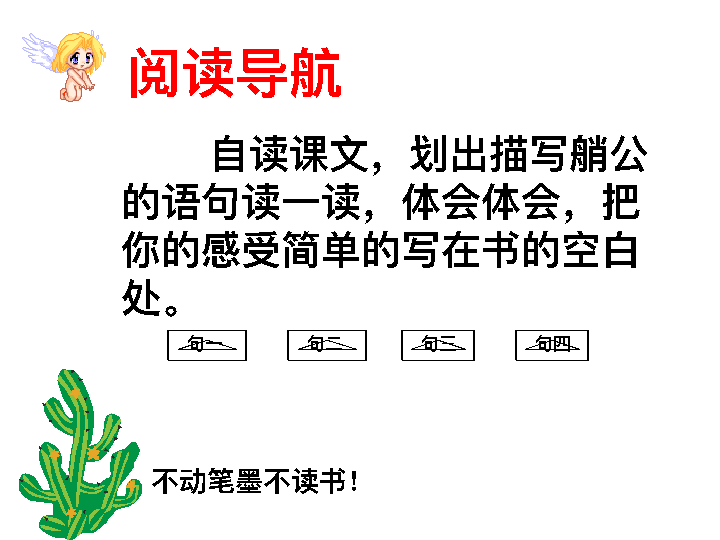 阅读导航
自读课文，划出描写艄公
的语句读一读，体会体会，把
你的感受简单的写在书的空白
处。
句一 句二 句三 句四
不动笔墨不读书！